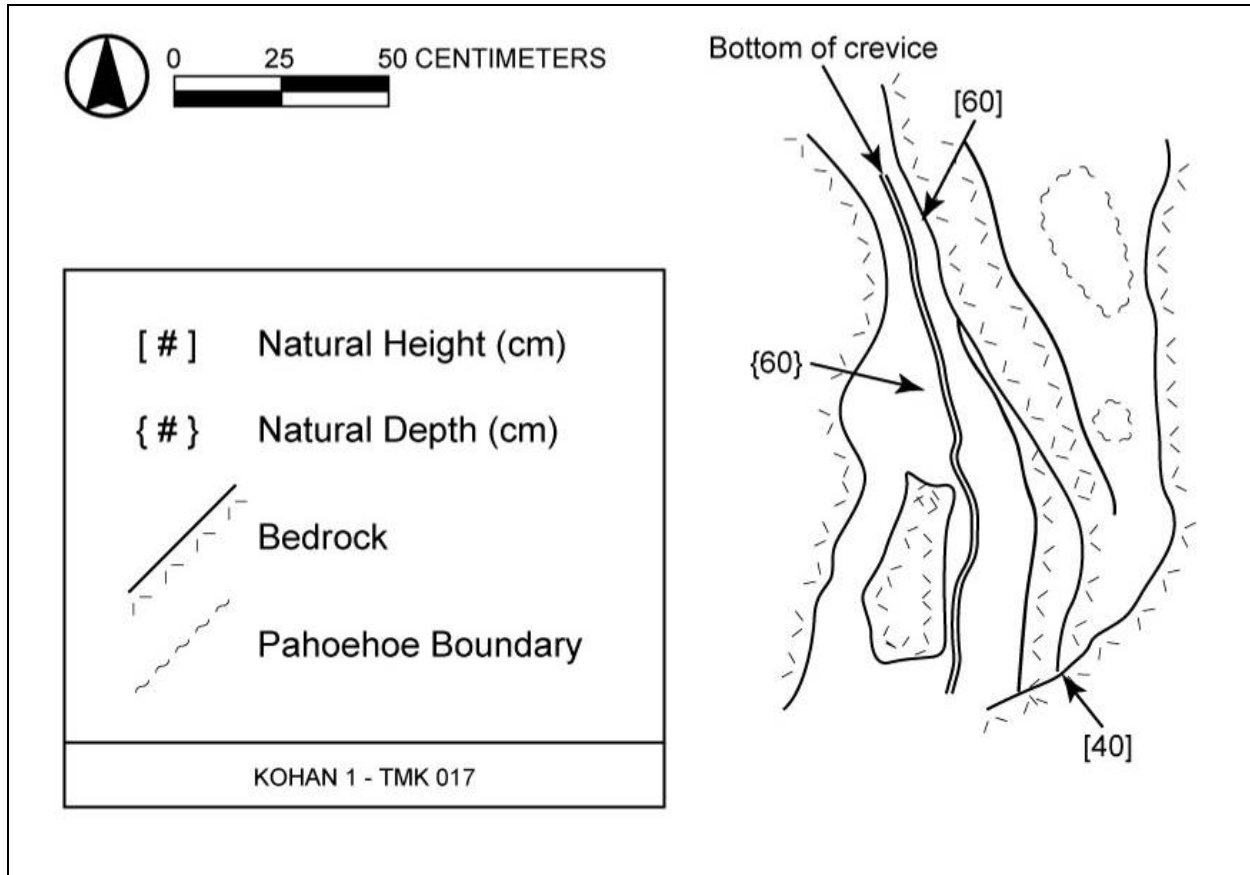 0 25 50 CENTIMETERS
Bottom of crevice
[60]
{60}
[40]
[ # ] Natural Height (cm)
{ # } Natural Depth (cm)
Bedrock
Pahoehoe Boundary
KOHAN 1 - TMK 017